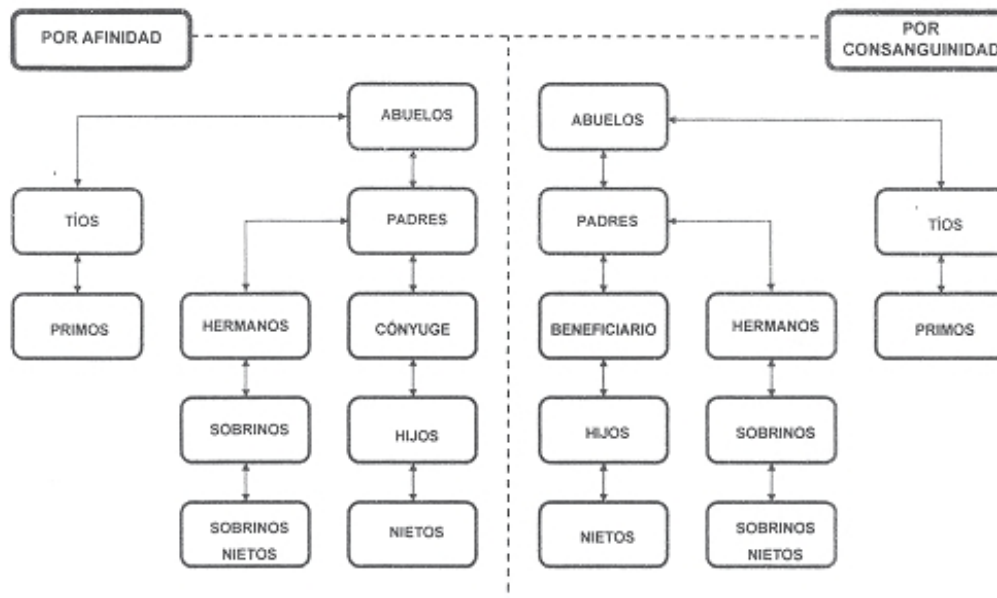 POR AFINIDAD
POR
CONSANGUINIDAD
ABUELOS
ABUELOS
TÍOS
PADRES
PADRES
TÍOS
PRIMOS
HERMANOS
CÓNYUGE
BENEFICIARIO
HERMANOS
PRIMOS
SOBRINOS
HIJOS
HIJOS
SOBRINOS
SOBRINOS
NIETOS
NIETOS
NIETOS
SOBRINOS
NIETOS